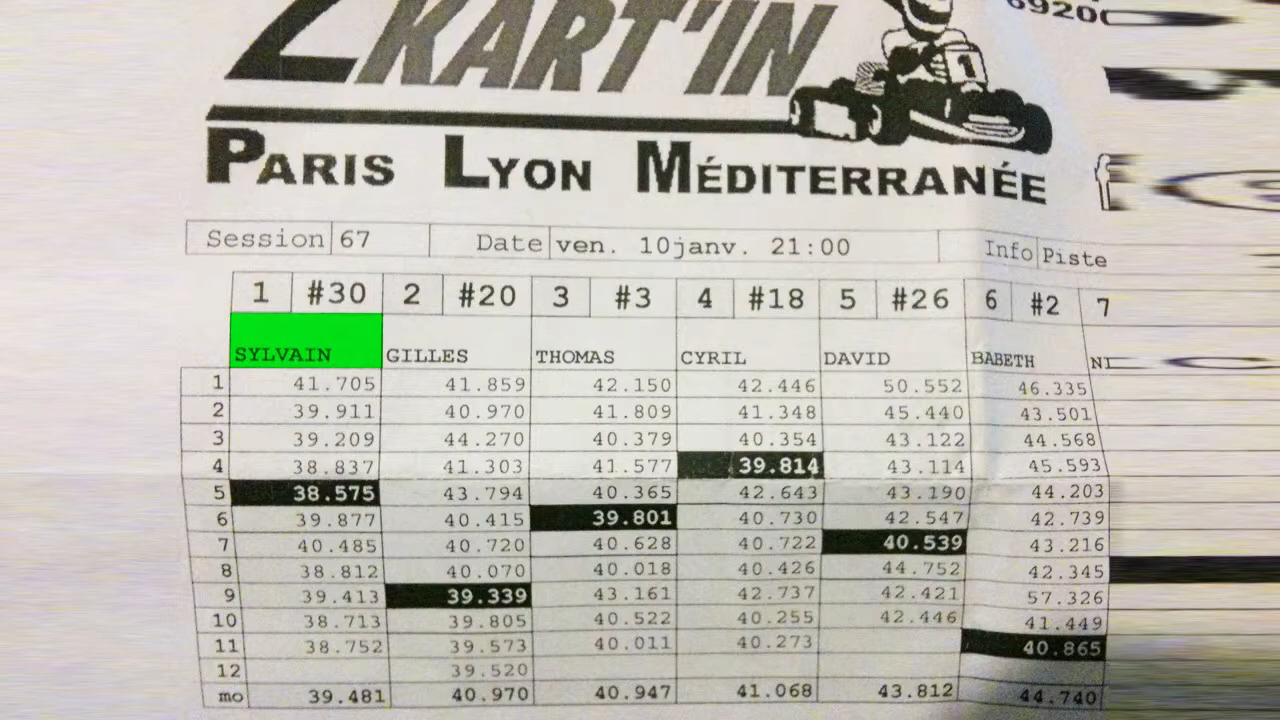 KART'IN
1
PARIS LYON MÉDITERRANÉE
Session 67 Date ven. 10janv. 21:00 Info Piste
1 #30 2 #20 3 #3 4 #18 5 #26 6 #2 7
SYLVAIN GILLES THOMAS CYRIL DAVID BABETH
1 41.705 41.859 42.150 42.446 50.552 46.335
2 39.911 40.970 41.809 41.348 45.440 43.501
3 39.209 44.270 40.379 40.354 43.122 44.568
4 38.837 41.303 41.577 39.814 43.114 45.593
5 38.575 43.794 40.365 42.643 43.190 44.203
6 39.877 40.415 39.801 40.730 42.547 42.739
7 40.485 40.720 40.628 40.722 40.539 43.216
8 38.812 40.070 40.018 40.426 44.752 42.345
9 39.413 39.339 43.161 42.737 42.421 57.326
10 38.713 39.805 40.522 40.255 42.446 41.449
11 38.752 39.573 40.011 40.273 40.865
12 39.520
mo 39.481 40.970 40.947 41.068 43.812 44.740